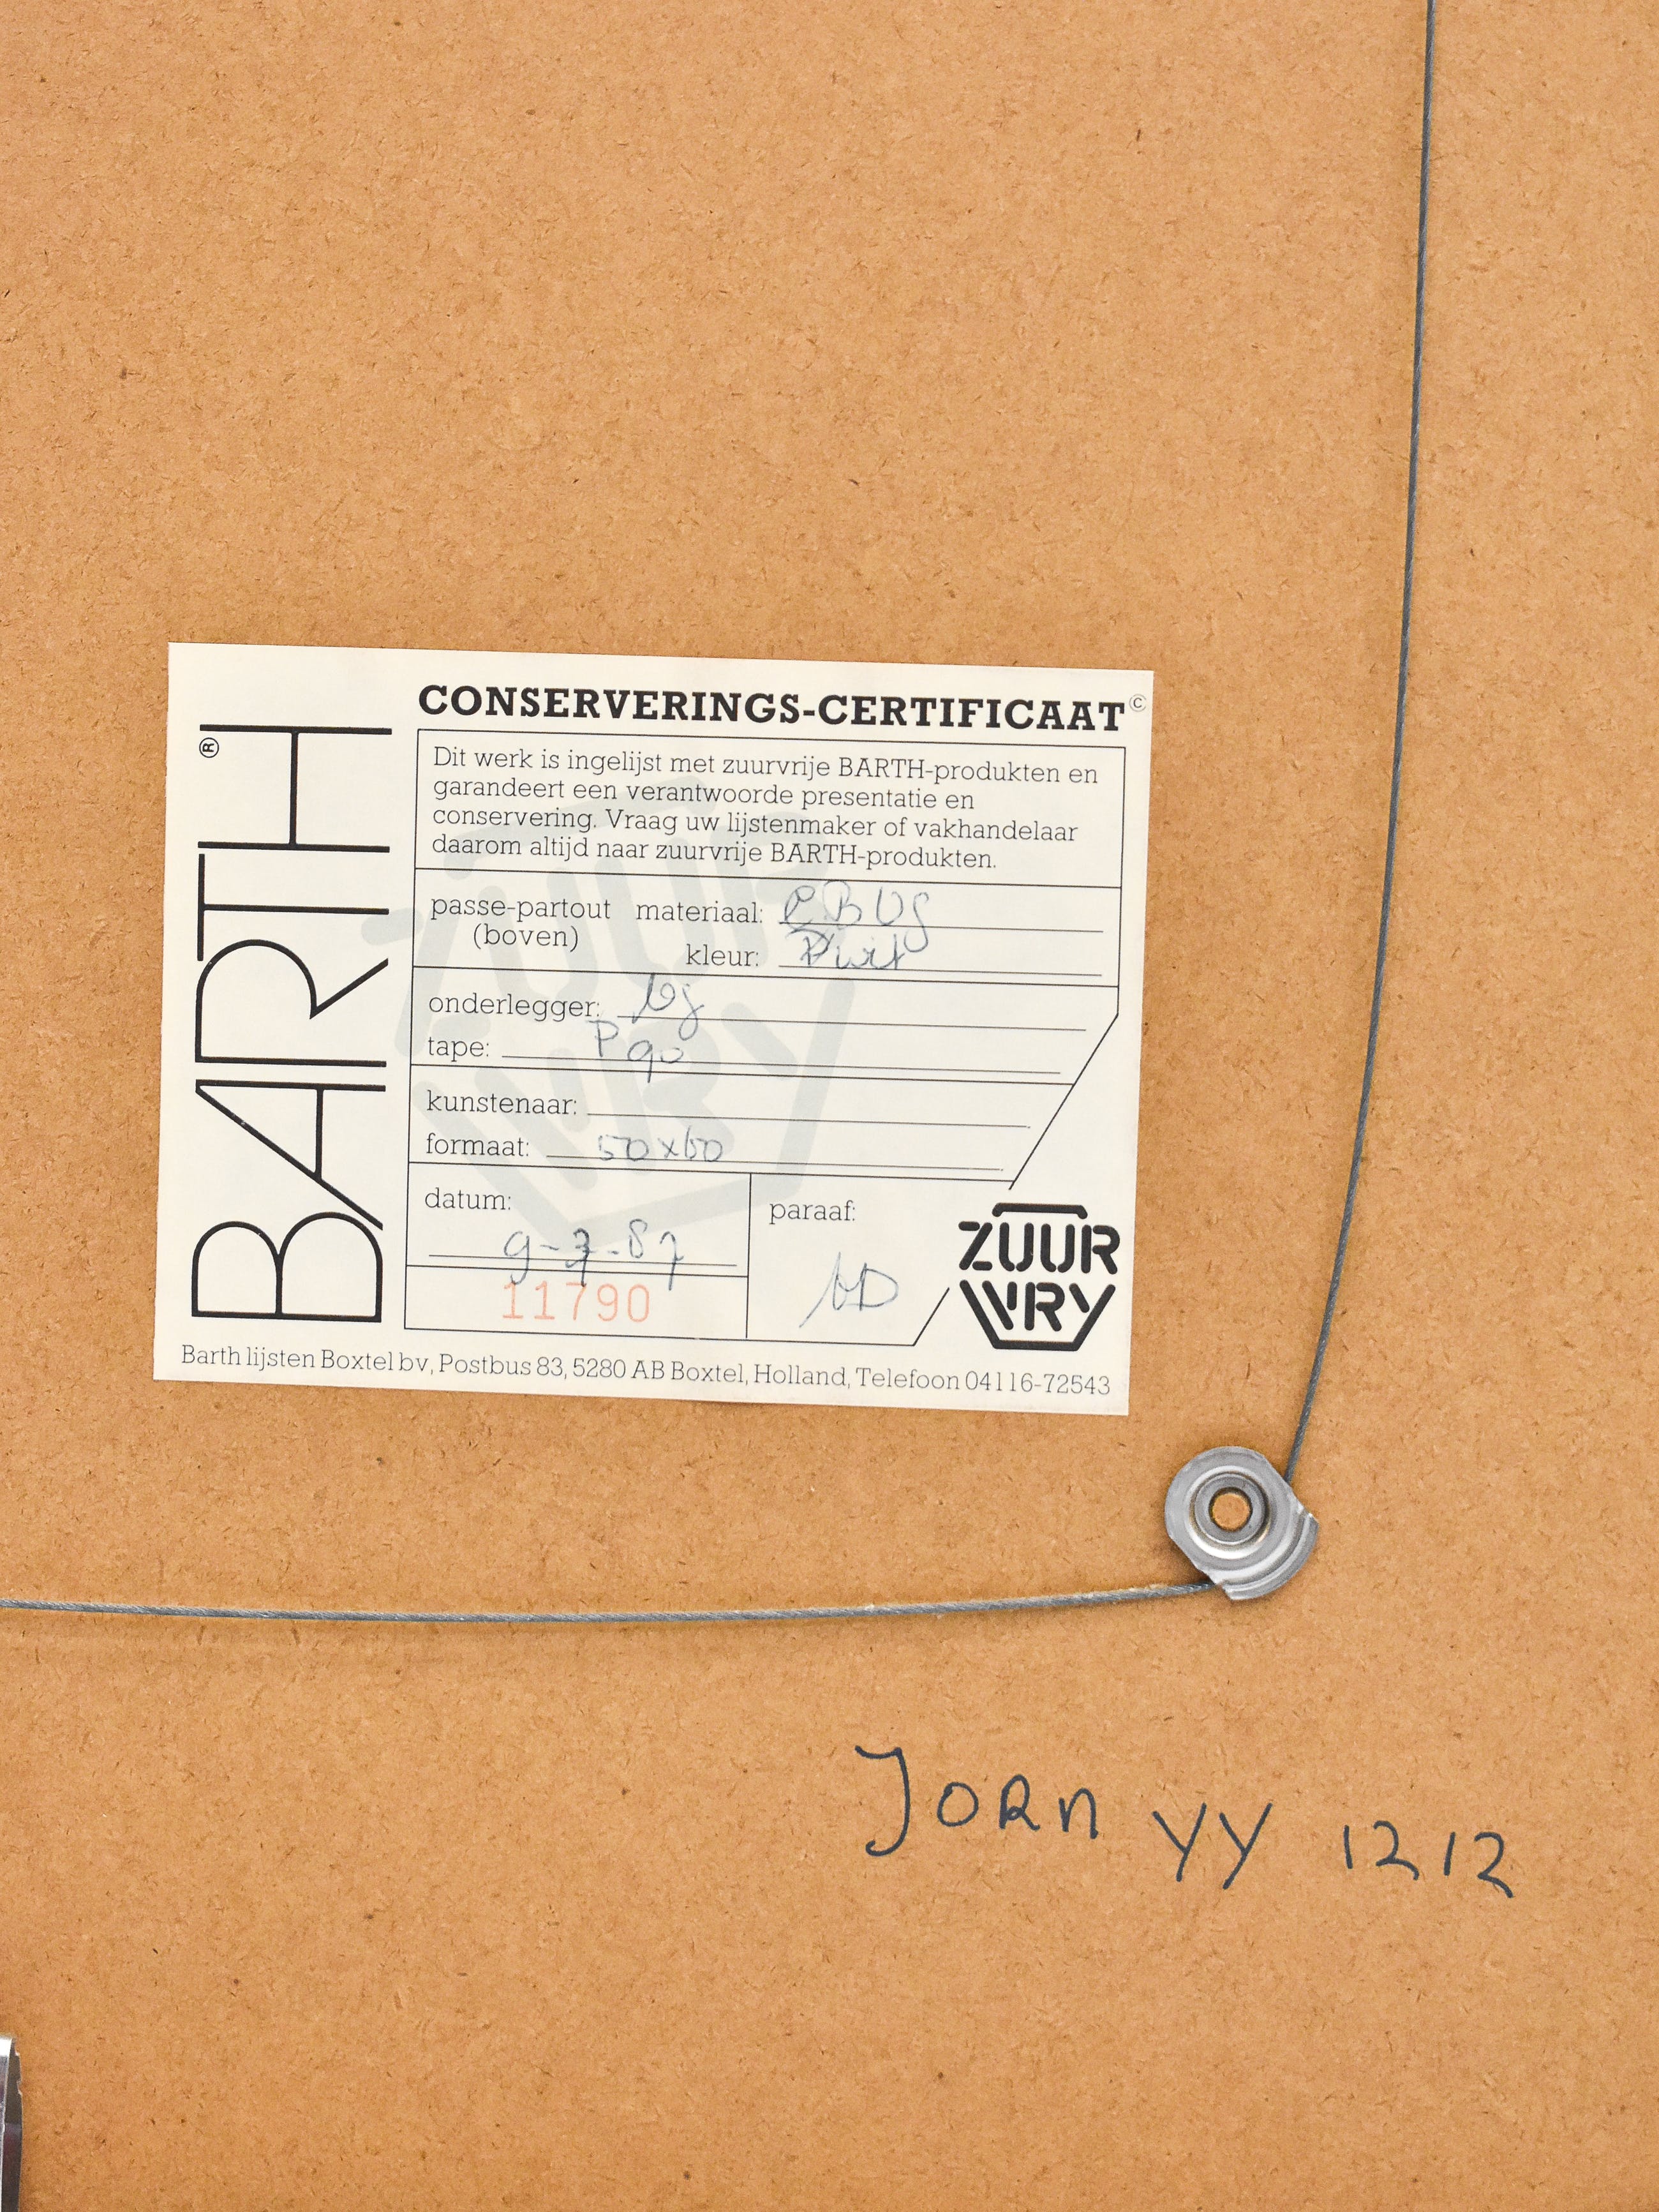 BARTH®
CONSERVERINGS-CERTIFICAAT©
Dit werk is ingelijst met zuurvrije BARTH-produkten en
garandeert een verantwoorde presentatie en
conservering. Vraag uw lijstenmaker of vakhandelaar
daarom altijd naar zuurvrije BARTH-produkten.
passe-partout materiaal:
(boven) kleur:
onderlegger:
tape: P90
kunstenaar:
formaat: 50x60
datum: paraaf:
9-7-87
11790
ZUUR
VRY
Barth lijsten Boxtel bv, Postbus 83, 5280 AB Boxtel, Holland, Telefoon 04116-72543
JORn YY 1212